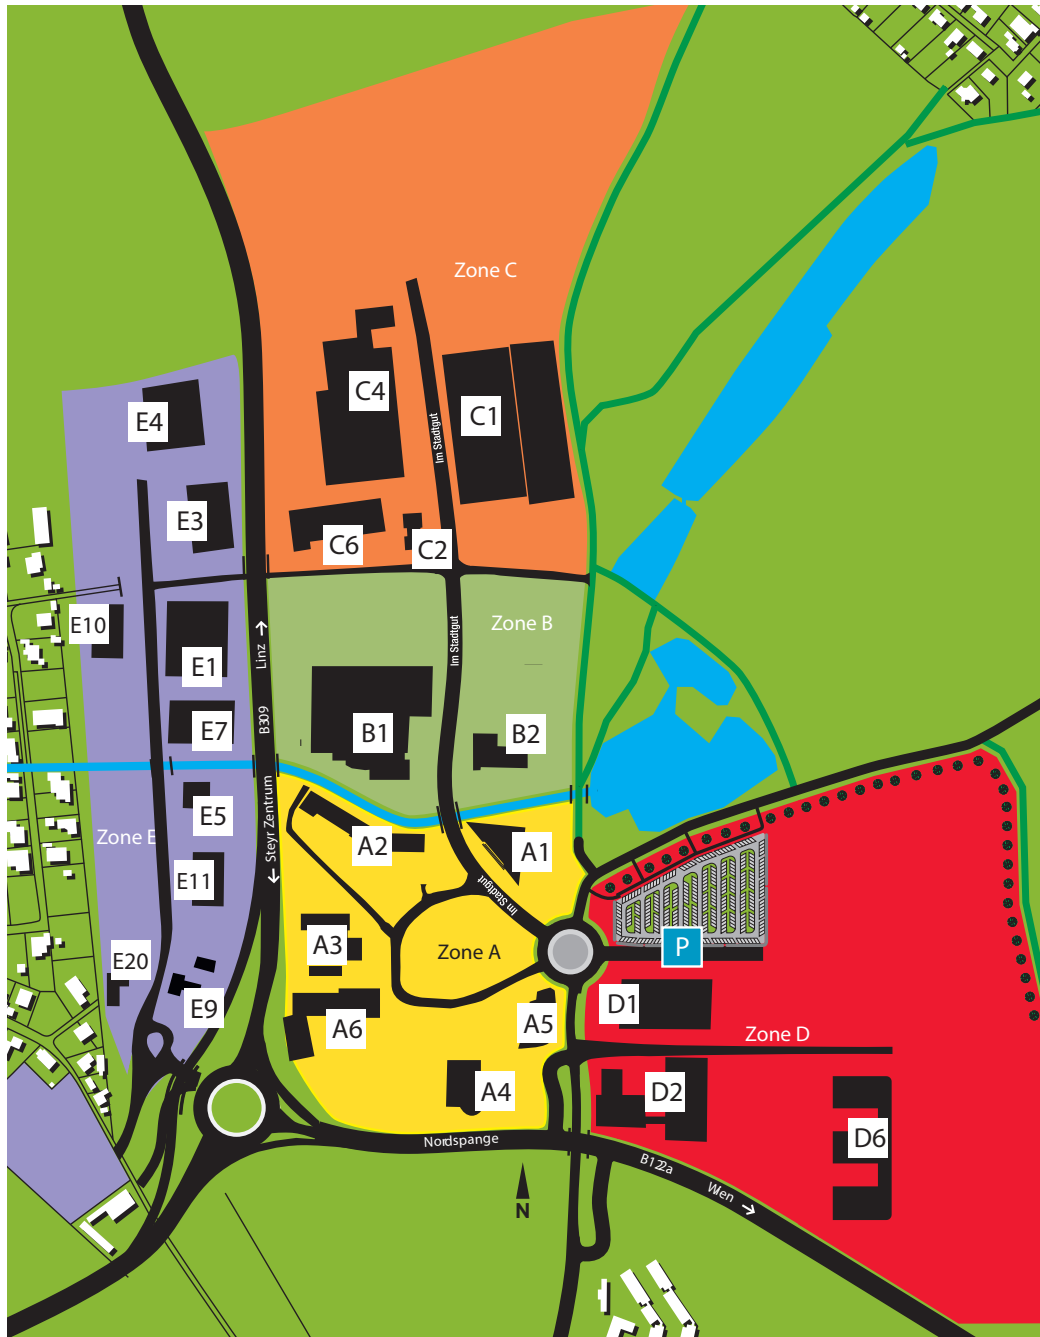 Zone C
C4
C1
Im Stadtgut
E4
E3
C6
C2
E10
Zone B
Linz
Im Stadtgut
E1
B309
E7
B1
B2
Steyr Zentrum
E5
Zone E
A2
A1
E11
Im Stadtgut
A3
Zone A
P
E20
E9
D1
A6
A5
Zone D
A4
D2
Nordspange
D6
B122a
Wien
N